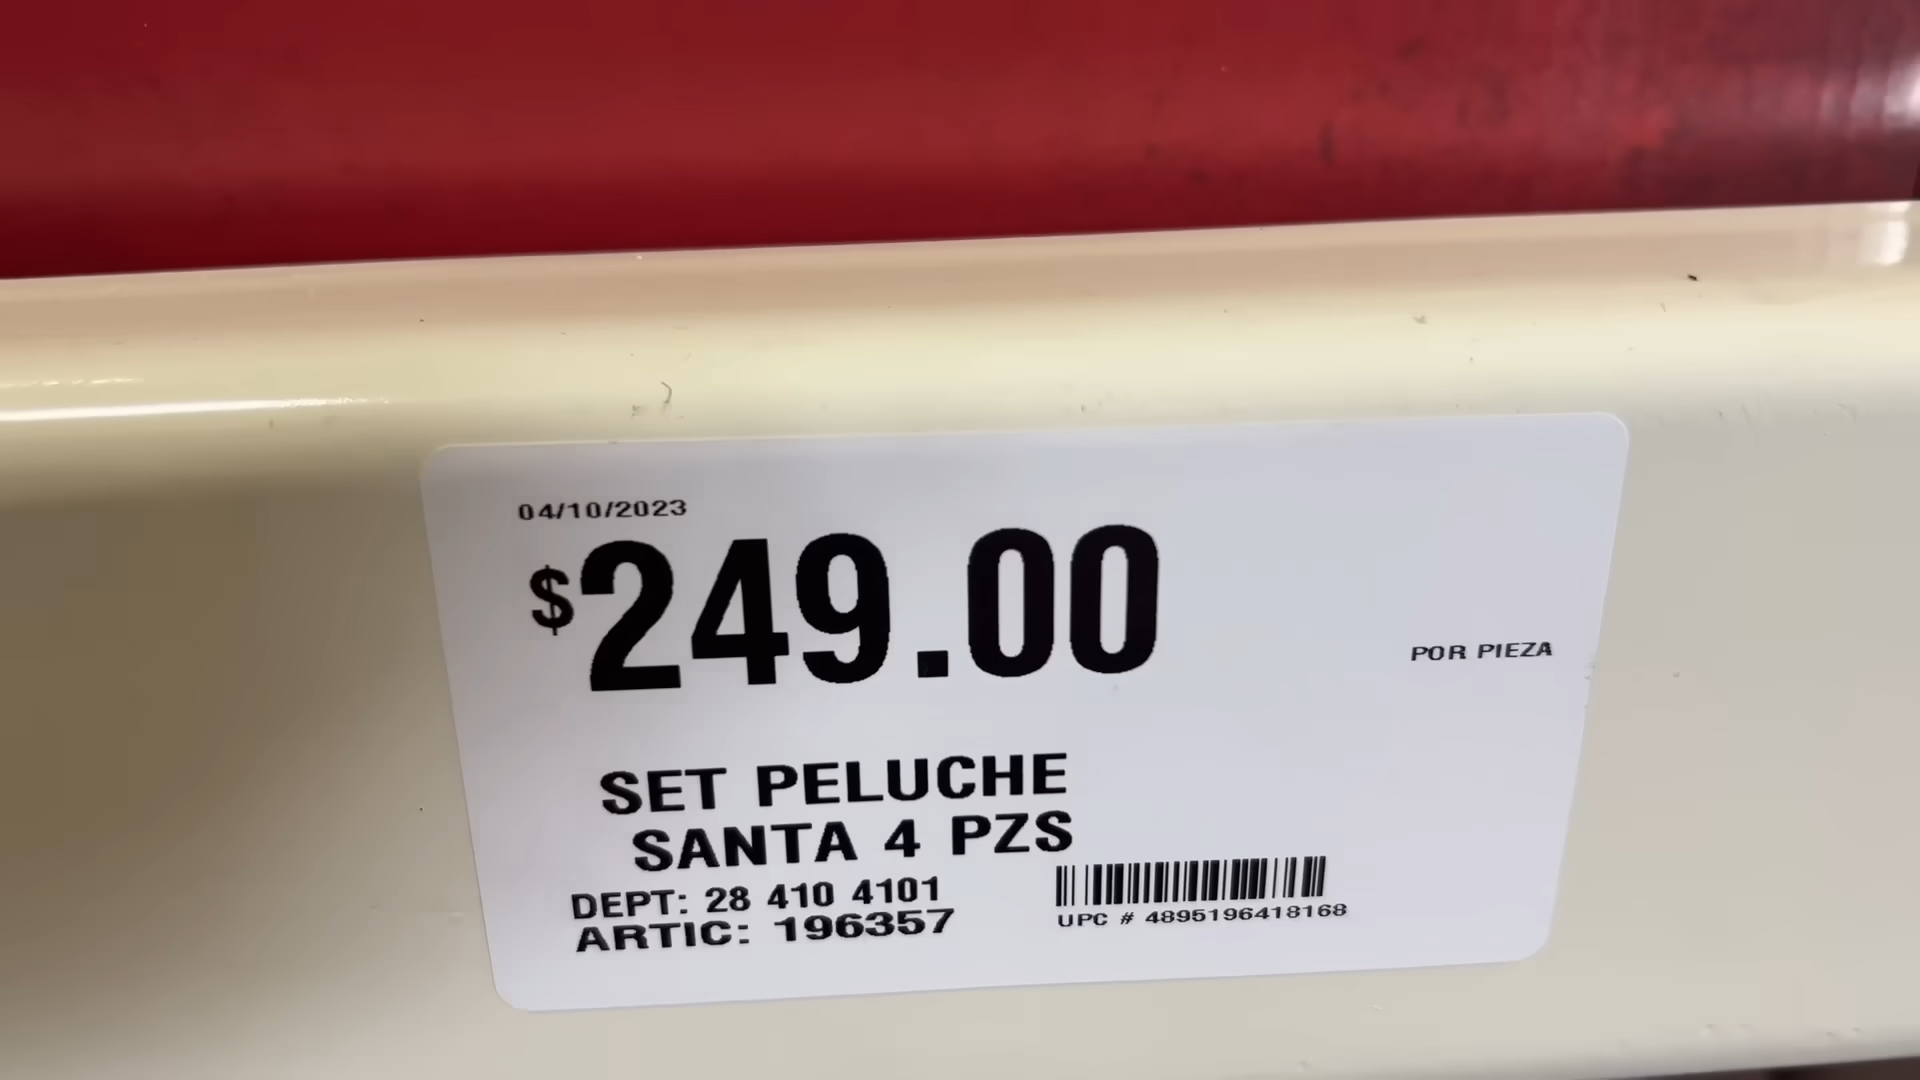 04/10/2023
$249.00
POR PIEZA
SET PELUCHE
SANTA 4 PZS
DEPT: 28 410 4101
ARTIC: 196357
UPC # 4895196418168